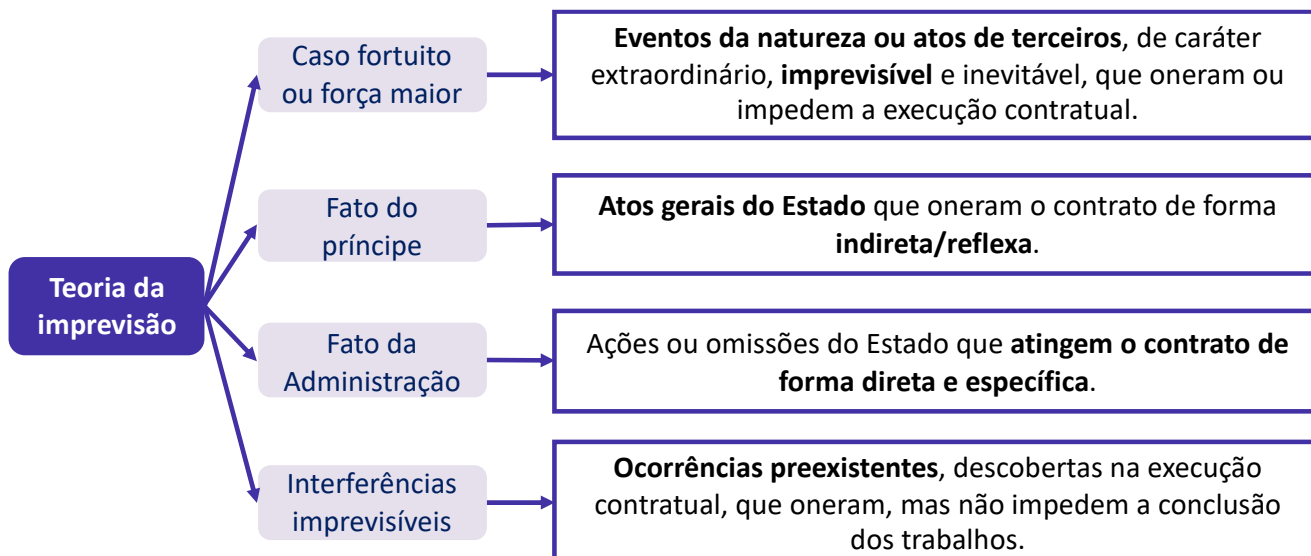 Teoria da
imprevisão
Caso fortuito
ou força maior
Eventos da natureza ou atos de terceiros, de caráter
extraordinário, imprevisível e inevitável, que oneram ou
impedem a execução contratual.
Fato do
príncipe
Atos gerais do Estado que oneram o contrato de forma
indireta/reflexa.
Fato da
Administração
Ações ou omissões do Estado que atingem o contrato de
forma direta e específica.
Interferências
imprevisíveis
Ocorrências preexistentes, descobertas na execução
contratual, que oneram, mas não impedem a conclusão
dos trabalhos.